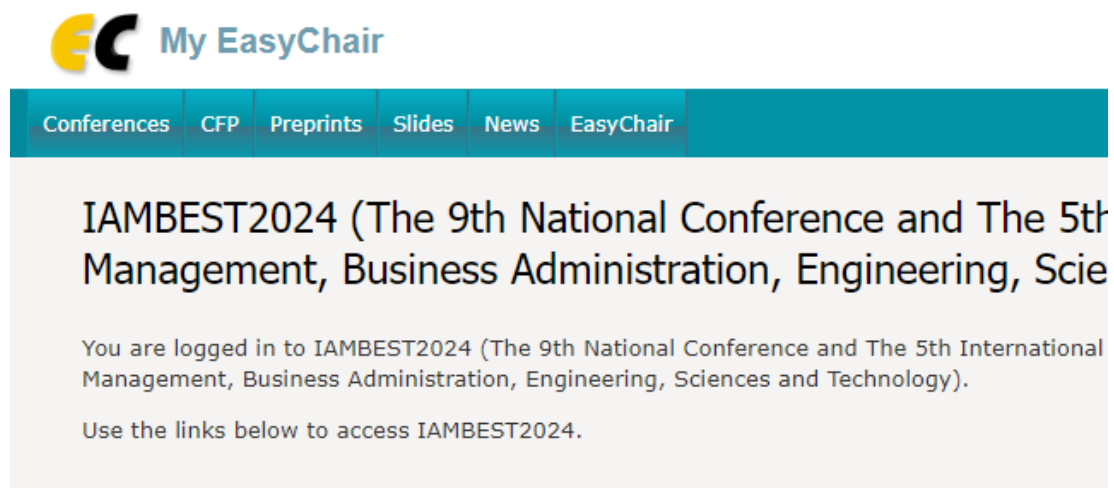 EC My EasyChair
Conferences CFP Preprints Slides News EasyChair
IAMBEST2024 (The 9th National Conference and The 5th
Management, Business Administration, Engineering, Scie
You are logged in to IAMBEST2024 (The 9th National Conference and The 5th International
Management, Business Administration, Engineering, Sciences and Technology).
Use the links below to access IAMBEST2024.